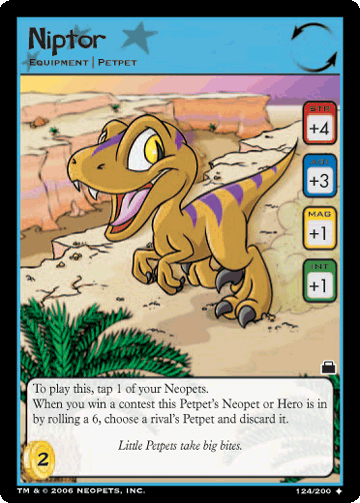 Niptor
EQUIPMENT | PETPET
STR
+4
+3
MAG
+1
INT
+1
To play this, tap 1 of your Neopets.
When you win a contest this Petpet's Neopet or Hero is in
by rolling a 6, choose a rival's Petpet and discard it.
Little Petpets take big bites.
2
TM & © 2006 NEOPETS, INC.
124/200 ◆